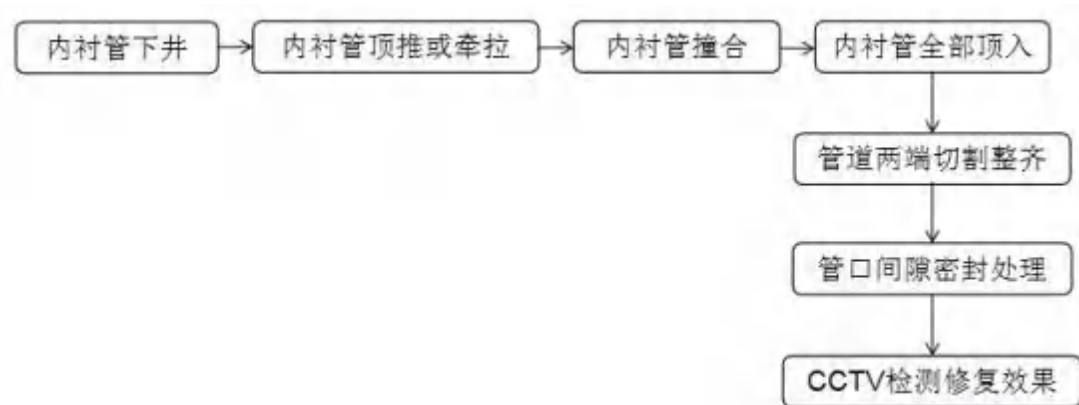 内衬管下井
内衬管顶推或牵拉
内衬管撞合
内衬管全部顶入
管道两端切割整齐
管口间隙密封处理
CCTV检测修复效果